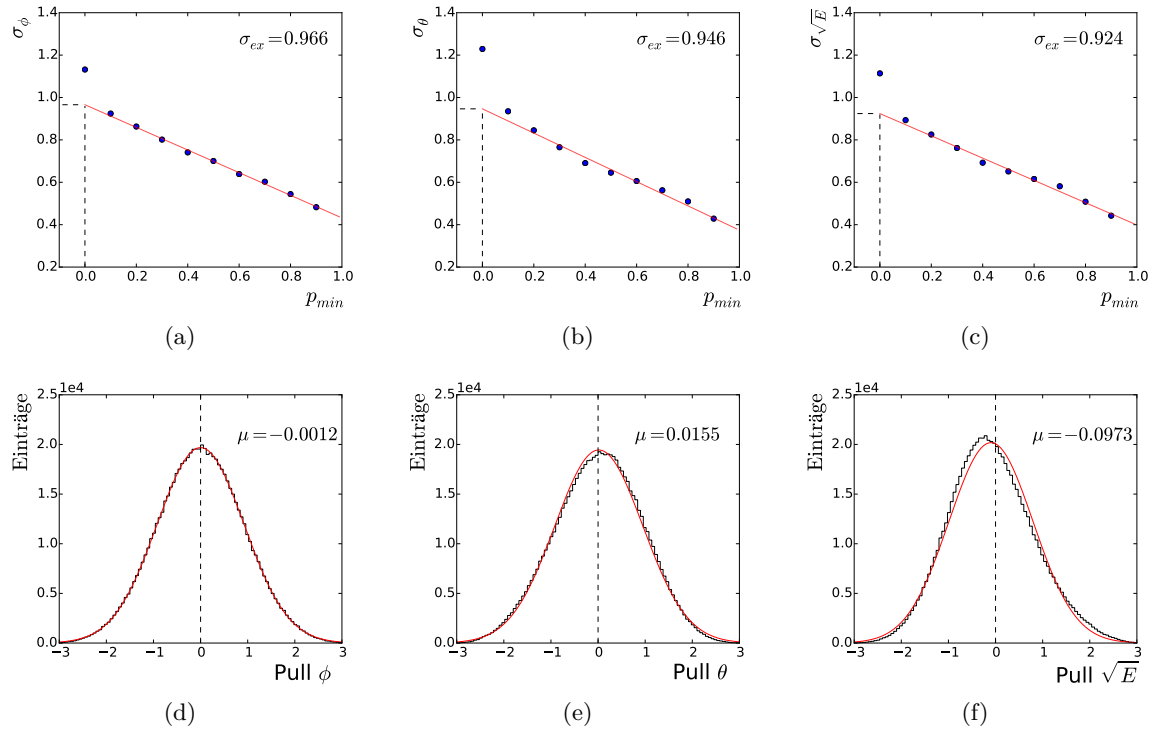 σ_ϕ
σ_ex = 0.966
1.4
1.2
1.0
0.8
0.6
0.4
0.2
0.0 0.2 0.4 0.6 0.8 1.0
p_min
(a)
σ_θ
σ_ex = 0.946
1.4
1.2
1.0
0.8
0.6
0.4
0.2
0.0 0.2 0.4 0.6 0.8 1.0
p_min
(b)
σ_√E
σ_ex = 0.924
1.4
1.2
1.0
0.8
0.6
0.4
0.2
0.0 0.2 0.4 0.6 0.8 1.0
p_min
(c)
1e4
Einträge
μ = −0.0012
2.5
2.0
1.5
1.0
0.5
0.0
−3 −2 −1 0 1 2 3
Pull ϕ
(d)
1e4
Einträge
μ = 0.0155
2.5
2.0
1.5
1.0
0.5
0.0
−3 −2 −1 0 1 2 3
Pull θ
(e)
1e4
Einträge
μ = −0.0973
2.5
2.0
1.5
1.0
0.5
0.0
−3 −2 −1 0 1 2 3
Pull √E
(f)